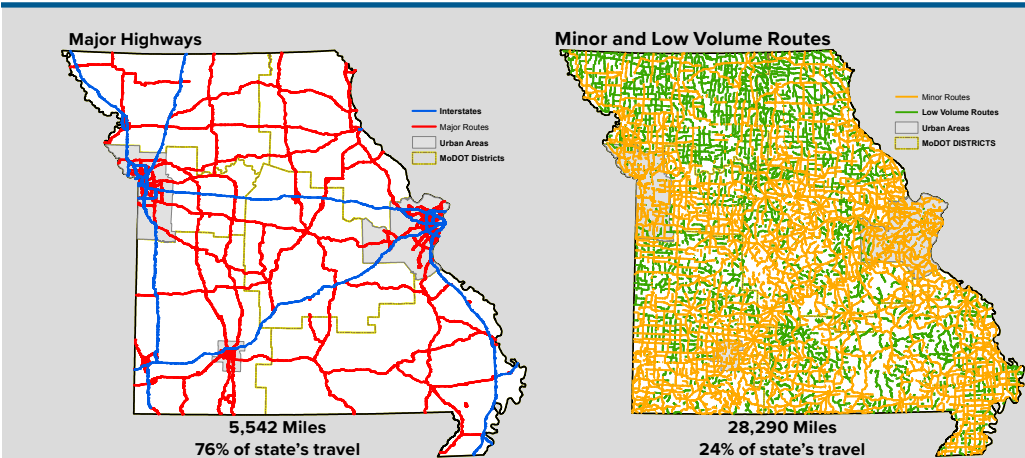 Major Highways
Interstates
Major Routes
Urban Areas
MoDOT Districts
5,542 Miles
76% of state’s travel
Minor and Low Volume Routes
Minor Routes
Low Volume Routes
Urban Areas
MoDOT DISTRICTS
28,290 Miles
24% of state’s travel